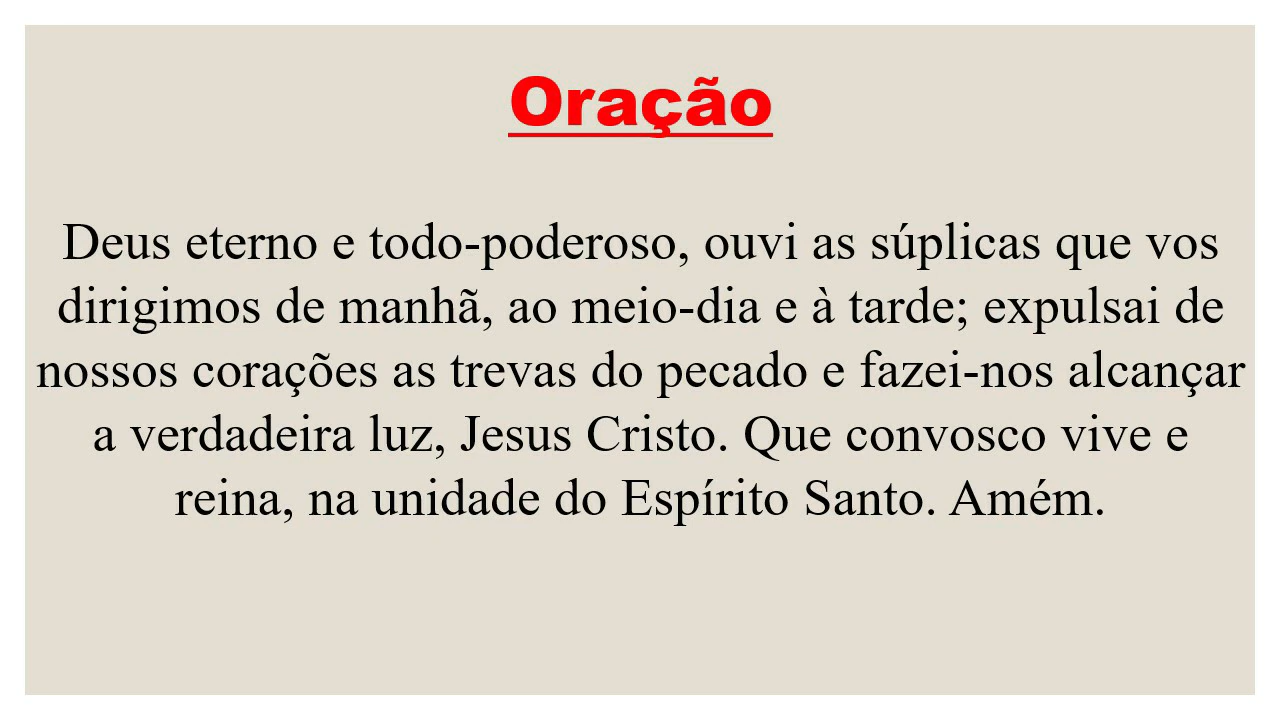 Oração
Deus eterno e todo-poderoso, ouvi as súplicas que vos
dirigimos de manhã, ao meio-dia e à tarde; expulsai de
nossos corações as trevas do pecado e fazei-nos alcançar
a verdadeira luz, Jesus Cristo. Que convosco vive e
reina, na unidade do Espírito Santo. Amém.